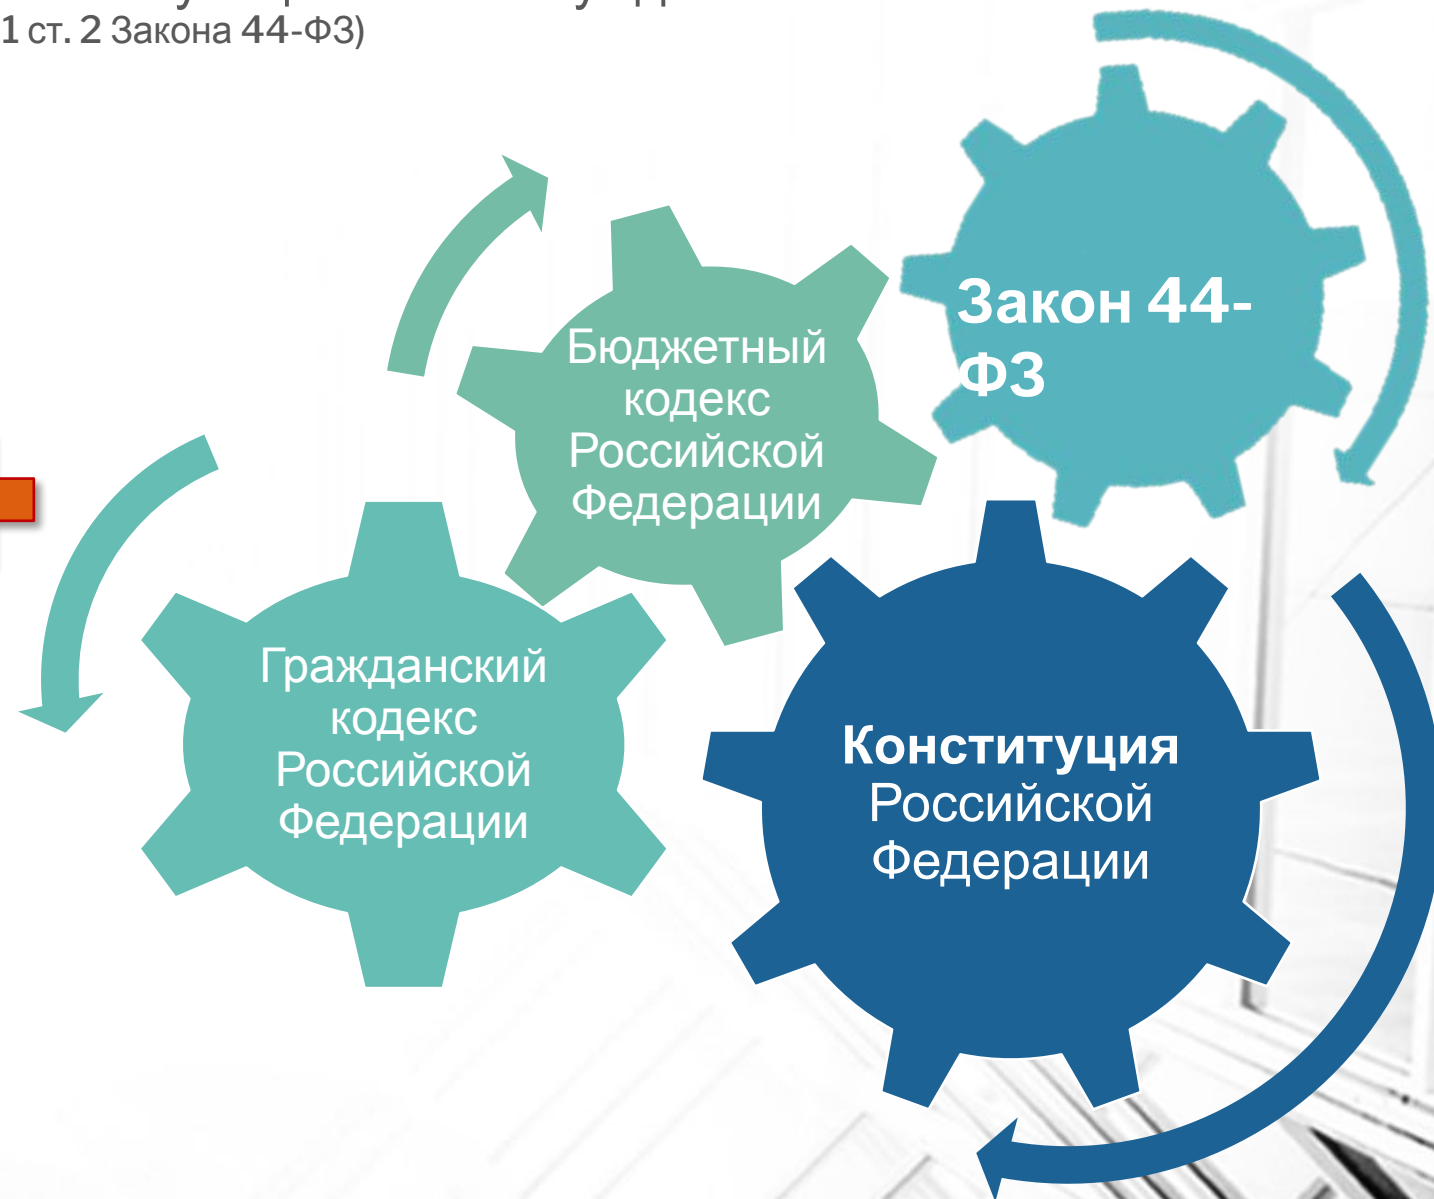 1 ст. 2 Закона 44-ФЗ)
Закон 44-
ФЗ
Бюджетный
кодекс
Российской
Федерации
Гражданский
кодекс
Российской
Федерации
Конституция
Российской
Федерации